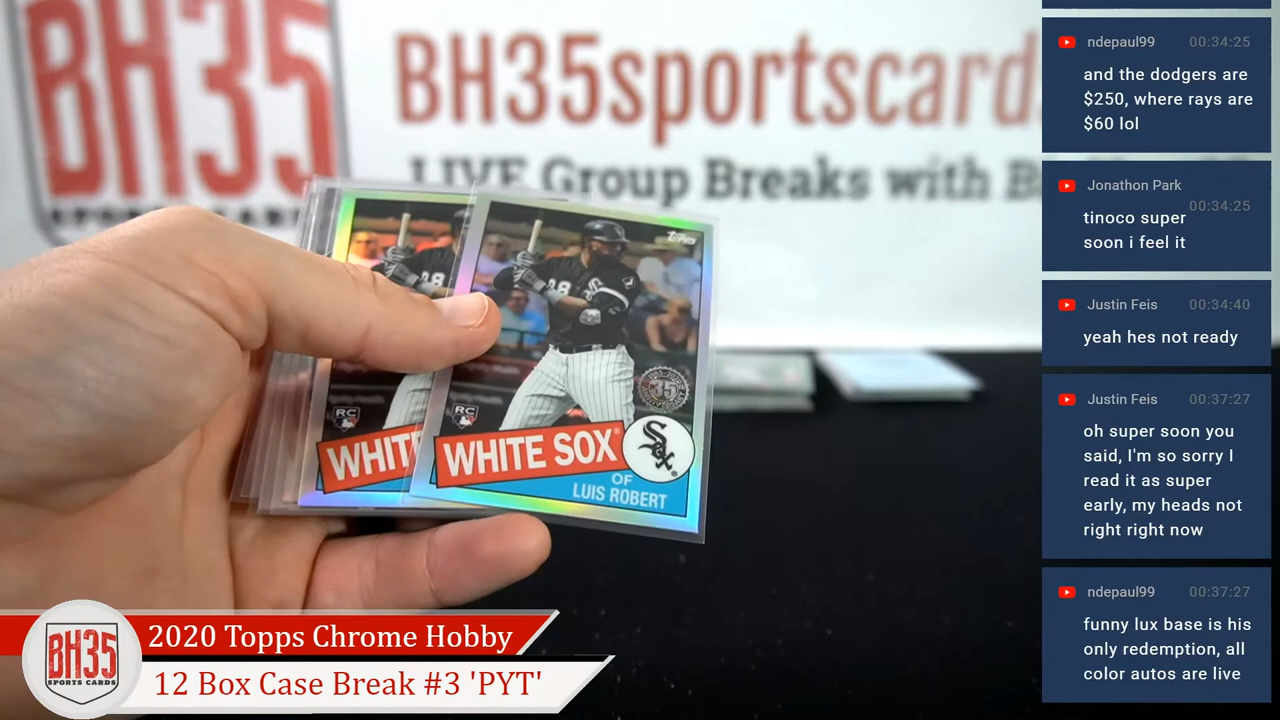 BH35
SPORTS CARDS
BH35sportscard
LIVE Group Breaks with B
Topps
88
35
RC
WHITE SOX
Sox
OF
LUIS ROBERT
RC
WHITE
BH35
SPORTS CARDS
2020 Topps Chrome Hobby
12 Box Case Break #3 'PYT'
ndepaul99 00:34:25
and the dodgers are
$250, where rays are
$60 lol
Jonathon Park
00:34:25
tinoco super
soon i feel it
Justin Feis 00:34:40
yeah hes not ready
Justin Feis 00:37:27
oh super soon you
said, I'm so sorry I
read it as super
early, my heads not
right right now
ndepaul99 00:37:27
funny lux base is his
only redemption, all
color autos are live